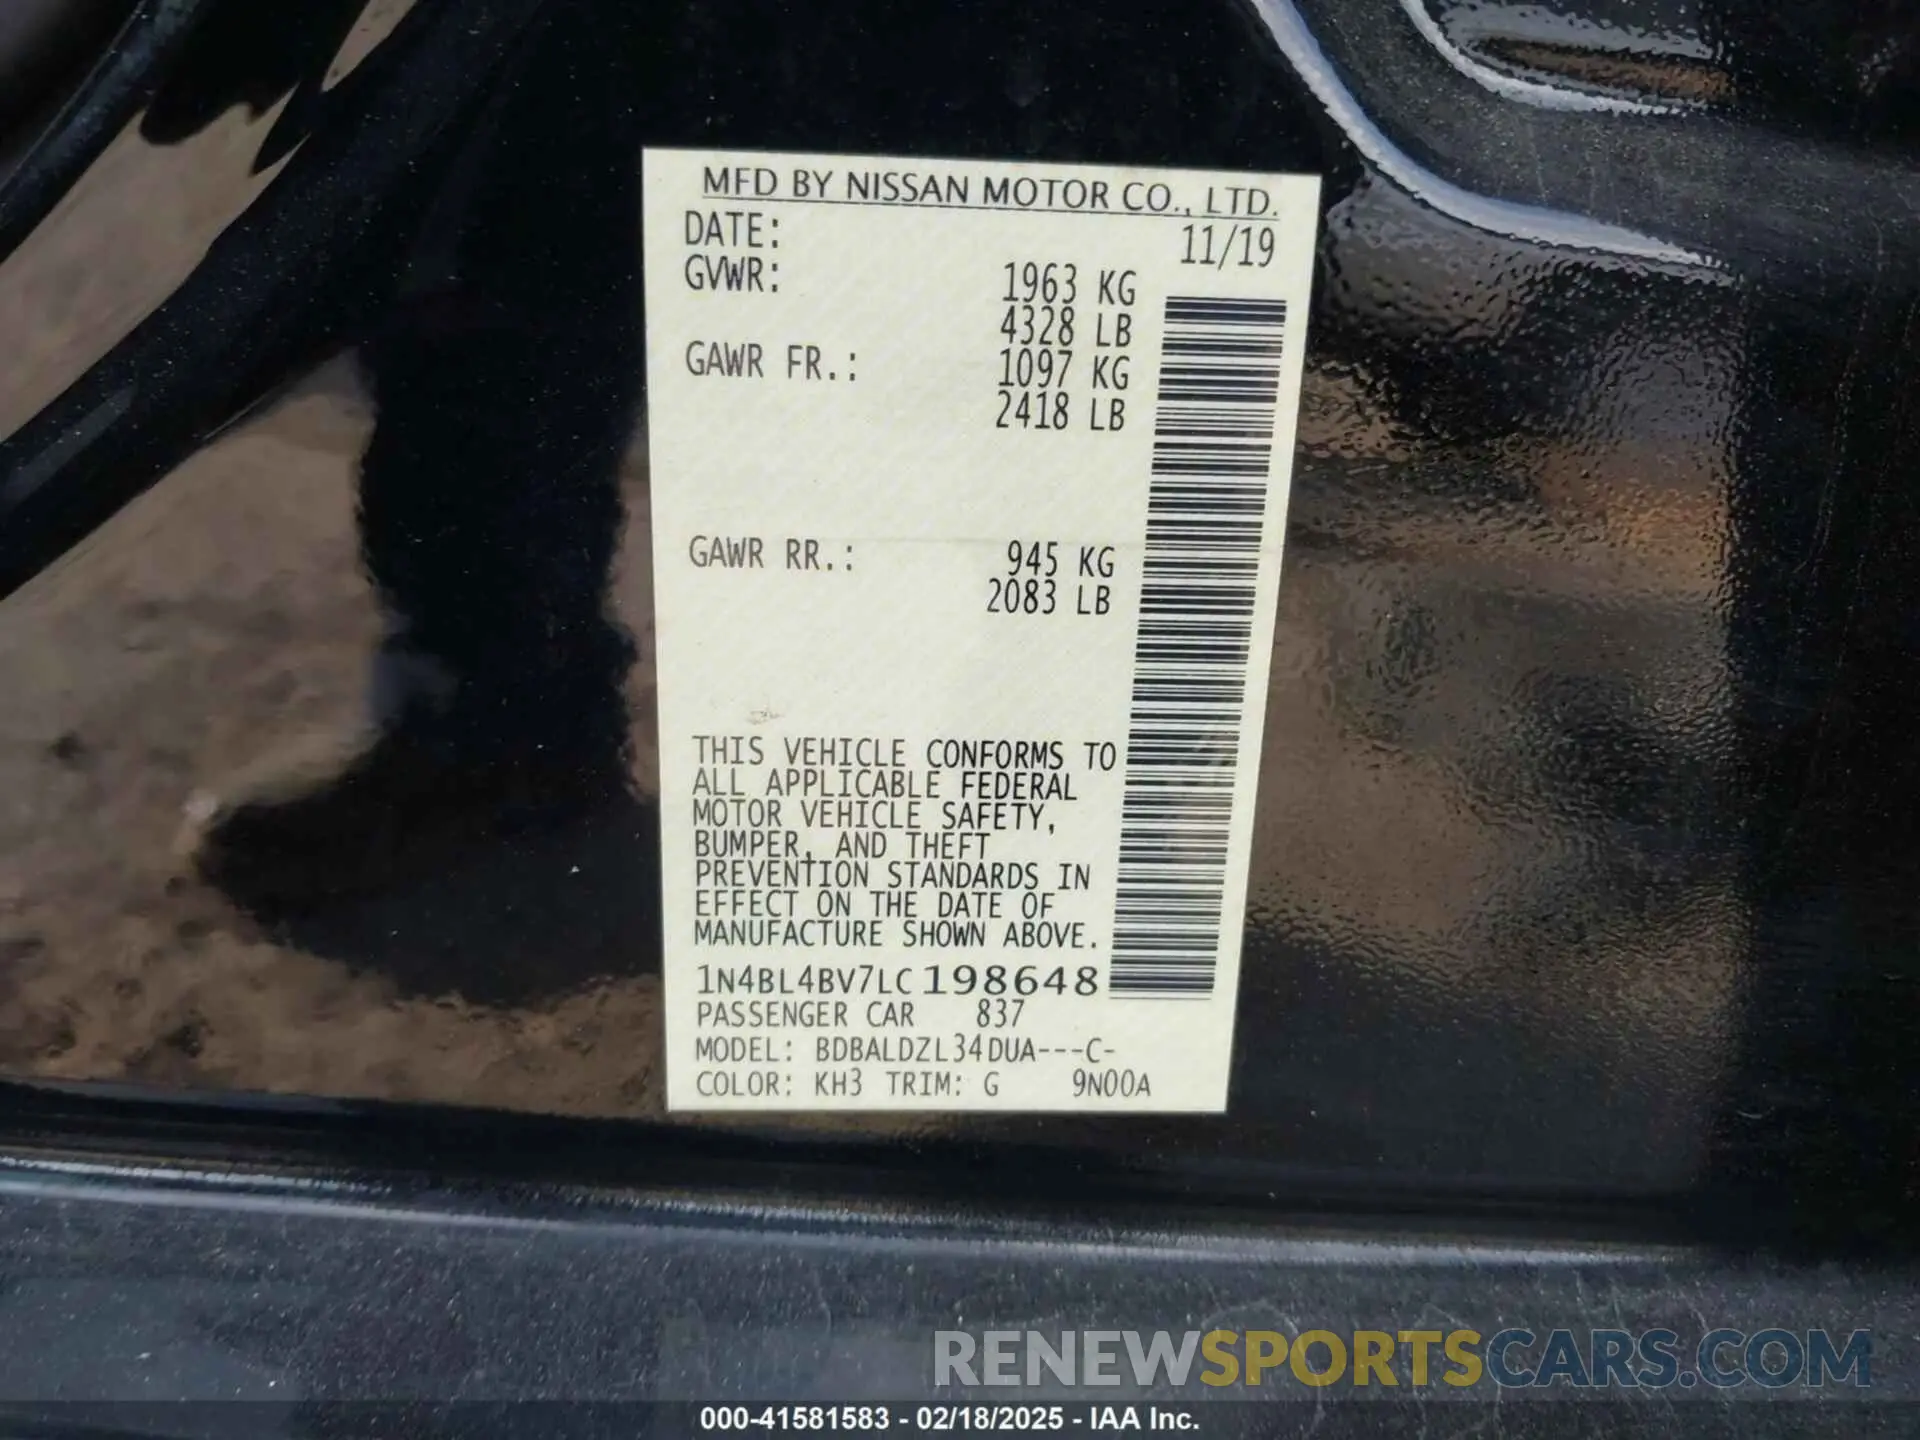 MFD BY NISSAN MOTOR CO., LTD.
DATE: 11/19
GVWR: 1963 KG
4328 LB
GAWR FR.: 1097 KG
2418 LB
GAWR RR.: 945 KG
2083 LB
THIS VEHICLE CONFORMS TO
ALL APPLICABLE FEDERAL
MOTOR VEHICLE SAFETY,
BUMPER, AND THEFT
PREVENTION STANDARDS IN
EFFECT ON THE DATE OF
MANUFACTURE SHOWN ABOVE.
1N4BL4BV7LC198648
PASSENGER CAR 837
MODEL: BDBALDZL34DUA---C-
COLOR: KH3 TRIM: G 9N00A
RENEWSPORTSCARS.COM
000-41581583 - 02/18/2025 - IAA Inc.